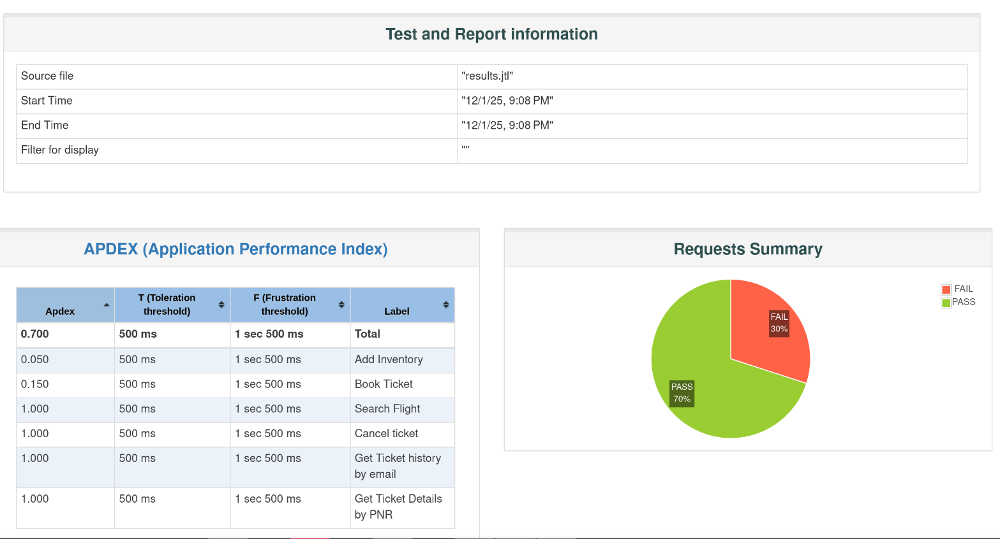 Test and Report information
Source file "results.jtl"
Start Time "12/1/25, 9:08 PM"
End Time "12/1/25, 9:08 PM"
Filter for display ""
APDEX (Application Performance Index)
Apdex T (Toleration threshold) F (Frustration threshold) Label
0.700 500 ms 1 sec 500 ms Total
0.050 500 ms 1 sec 500 ms Add Inventory
0.150 500 ms 1 sec 500 ms Book Ticket
1.000 500 ms 1 sec 500 ms Search Flight
1.000 500 ms 1 sec 500 ms Cancel ticket
1.000 500 ms 1 sec 500 ms Get Ticket history
by email
1.000 500 ms 1 sec 500 ms Get Ticket Details
by PNR
Requests Summary
FAIL
PASS
FAIL
30%
PASS
70%